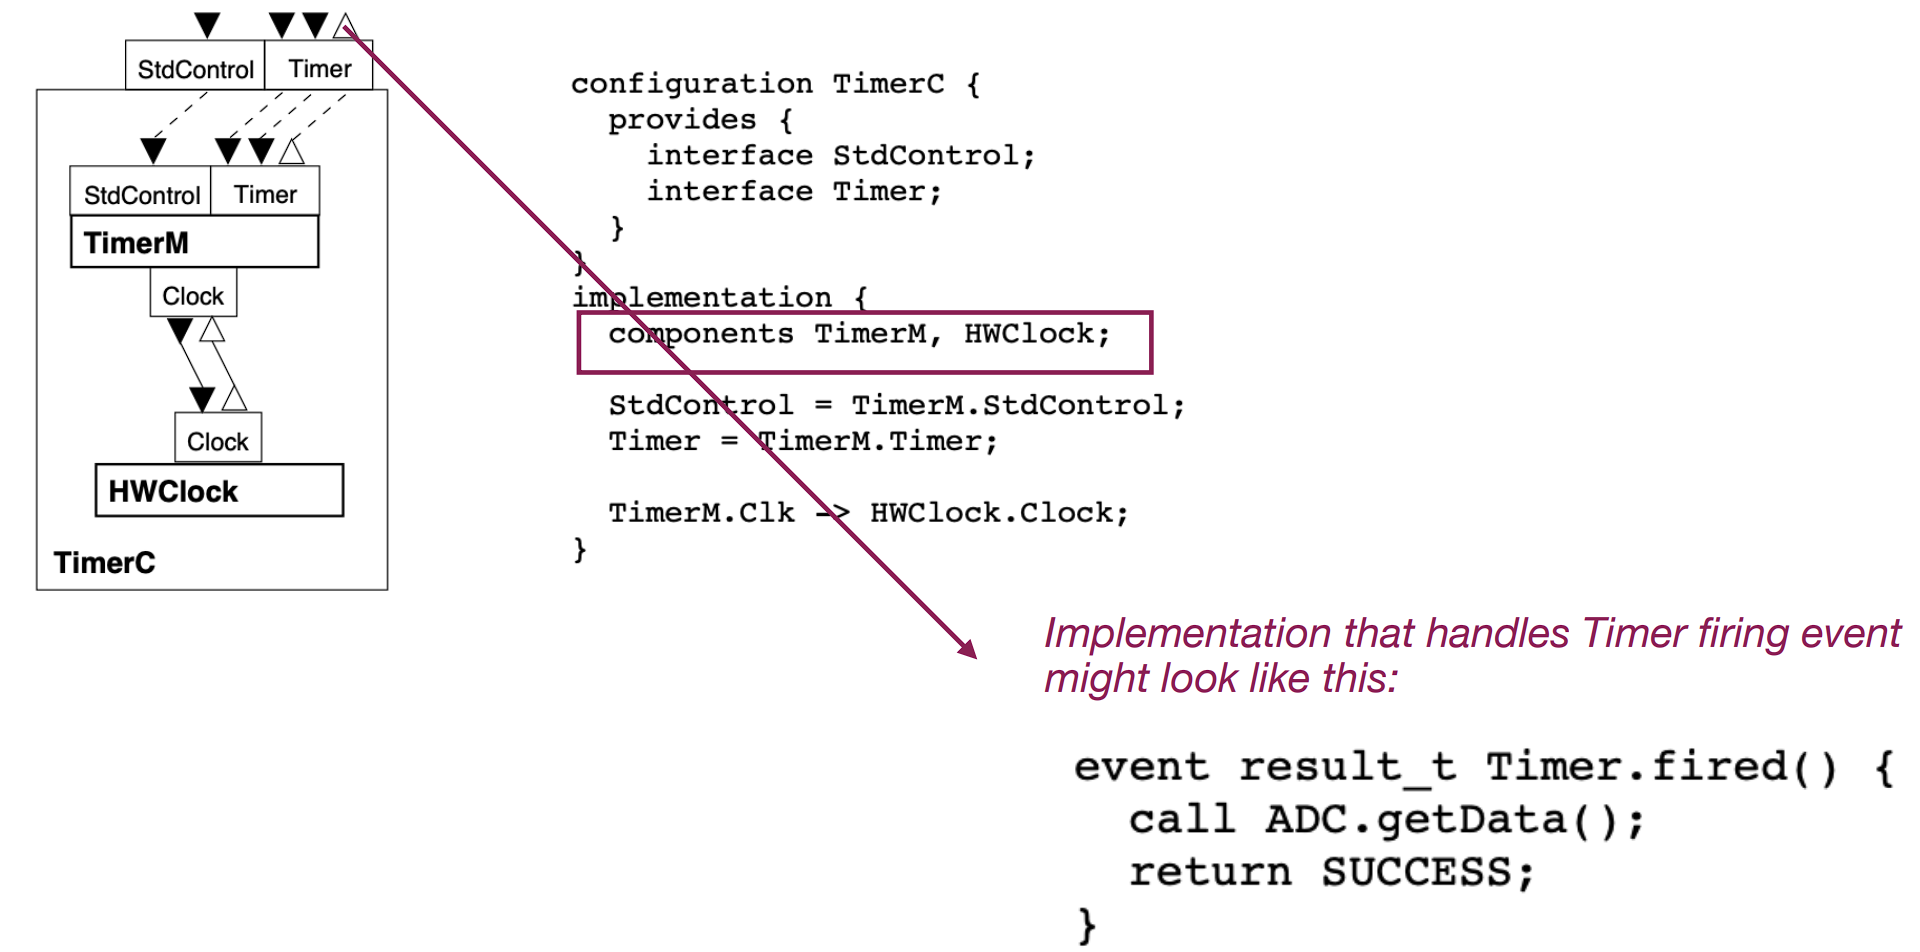 StdControl Timer
StdControl Timer
TimerM
Clock
Clock
HWClock
TimerC
configuration TimerC {
provides {
interface StdControl;
interface Timer;
}
}
implementation {
components TimerM, HWClock;
StdControl = TimerM.StdControl;
Timer = TimerM.Timer;
TimerM.Clk -> HWClock.Clock;
}
Implementation that handles Timer firing event
might look like this:
event result_t Timer.fired() {
call ADC.getData();
return SUCCESS;
}